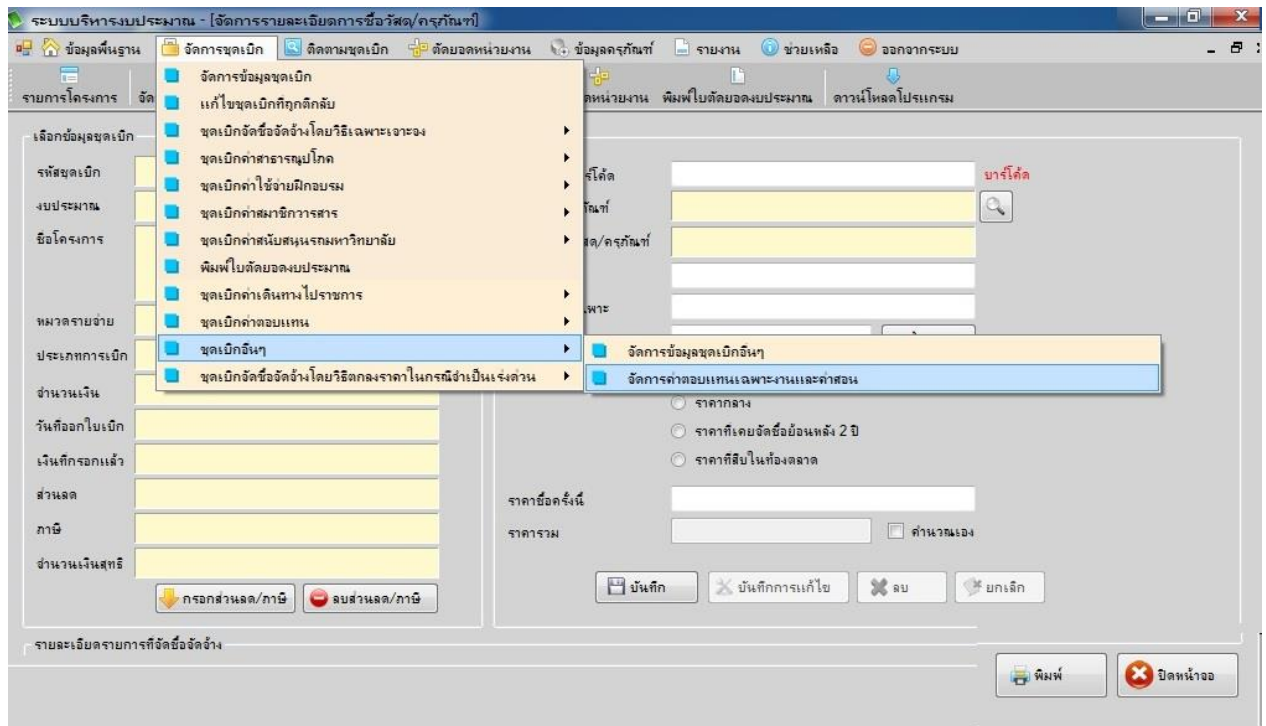 ระบบบริหารงบประมาณ - [จัดการรายละเอียดการซื้อวัสดุ/ครุภัณฑ์]
ข้อมูลพื้นฐาน จัดการชุดเบิก ติดตามชุดเบิก ตัดยอดหน่วยงาน ข้อมูลครุภัณฑ์ รายงาน ช่วยเหลือ ออกจากระบบ
รายการโครงการ จัด หน่วยงาน พิมพ์ใบตัดยอดงบประมาณ ดาวน์โหลดโปรแกรม
จัดการข้อมูลชุดเบิก
แก้ไขชุดเบิกที่ถูกตีกลับ
ชุดเบิกจัดซื้อจัดจ้างโดยวิธีเฉพาะเจาะจง
ชุดเบิกค่าสาธารณูปโภค
ชุดเบิกค่าใช้จ่ายฝึกอบรม
ชุดเบิกค่าสมาชิกวารสาร
ชุดเบิกค่าสนับสนุนรถมหาวิทยาลัย
พิมพ์ใบตัดยอดงบประมาณ
ชุดเบิกค่าเดินทางไปราชการ
ชุดเบิกค่าตอบแทน
ชุดเบิกอื่นๆ
ชุดเบิกจัดซื้อจัดจ้างโดยวิธีตกลงราคาในกรณีจำเป็นเร่งด่วน
จัดการข้อมูลชุดเบิกอื่นๆ
จัดการค่าตอบแทนเฉพาะงานและค่าสอน
เลือกข้อมูลชุดเบิก
รหัสชุดเบิก
งบประมาณ
ชื่อโครงการ
หมวดรายจ่าย
ประเภทการเบิก
จำนวนเงิน
วันที่ออกใบเบิก
เงินที่กรอกแล้ว
ส่วนลด
ภาษี
จำนวนเงินสุทธิ
กรอกส่วนลด/ภาษี ลบส่วนลด/ภาษี
ร์โค้ด บาร์โค้ด
ัณฑ์
สดุ/ครุภัณฑ์
เพาะ
ราคากลาง
ราคาที่เคยจัดซื้อย้อนหลัง 2 ปี
ราคาที่สืบในท้องตลาด
ราคาซื้อครั้งนี้
ราคารวม คำนวณเอง
บันทึก บันทึกการแก้ไข ลบ ยกเลิก
รายละเอียดรายการที่จัดซื้อจัดจ้าง
พิมพ์ ปิดหน้าจอ